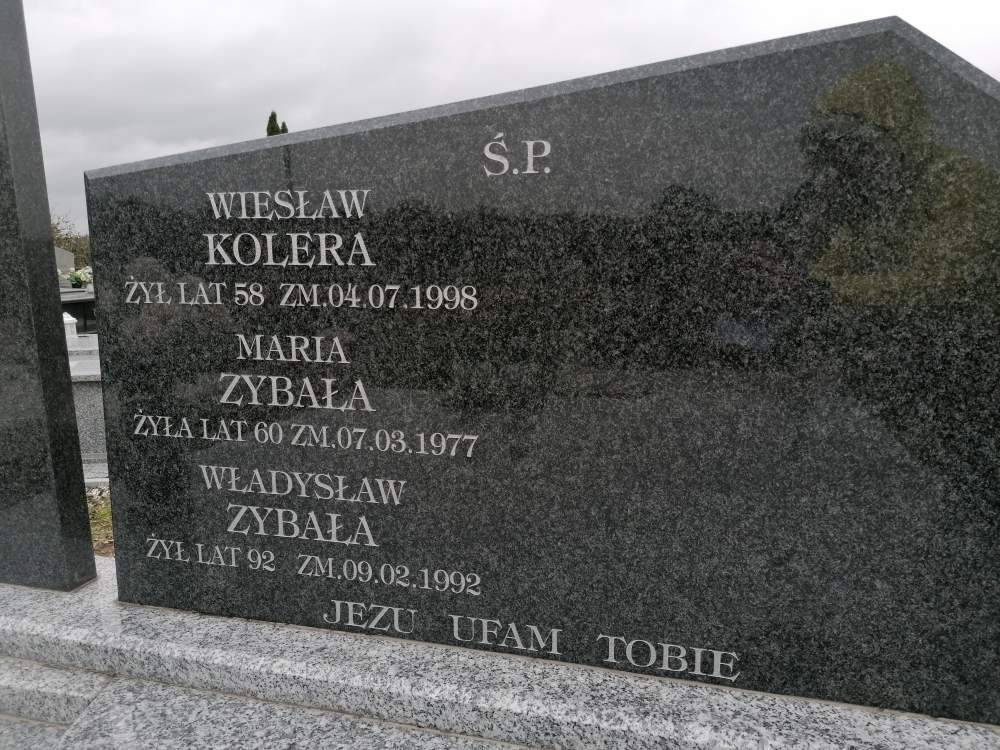 Ś.P.
WIESŁAW
KOLERA
ŻYŁ LAT 58 ZM.04.07.1998
MARIA
ZYBAŁA
ŻYŁA LAT 60 ZM.07.03.1977
WŁADYSŁAW
ZYBAŁA
ŻYŁ LAT 92 ZM.09.02.1992
JEZU UFAM TOBIE